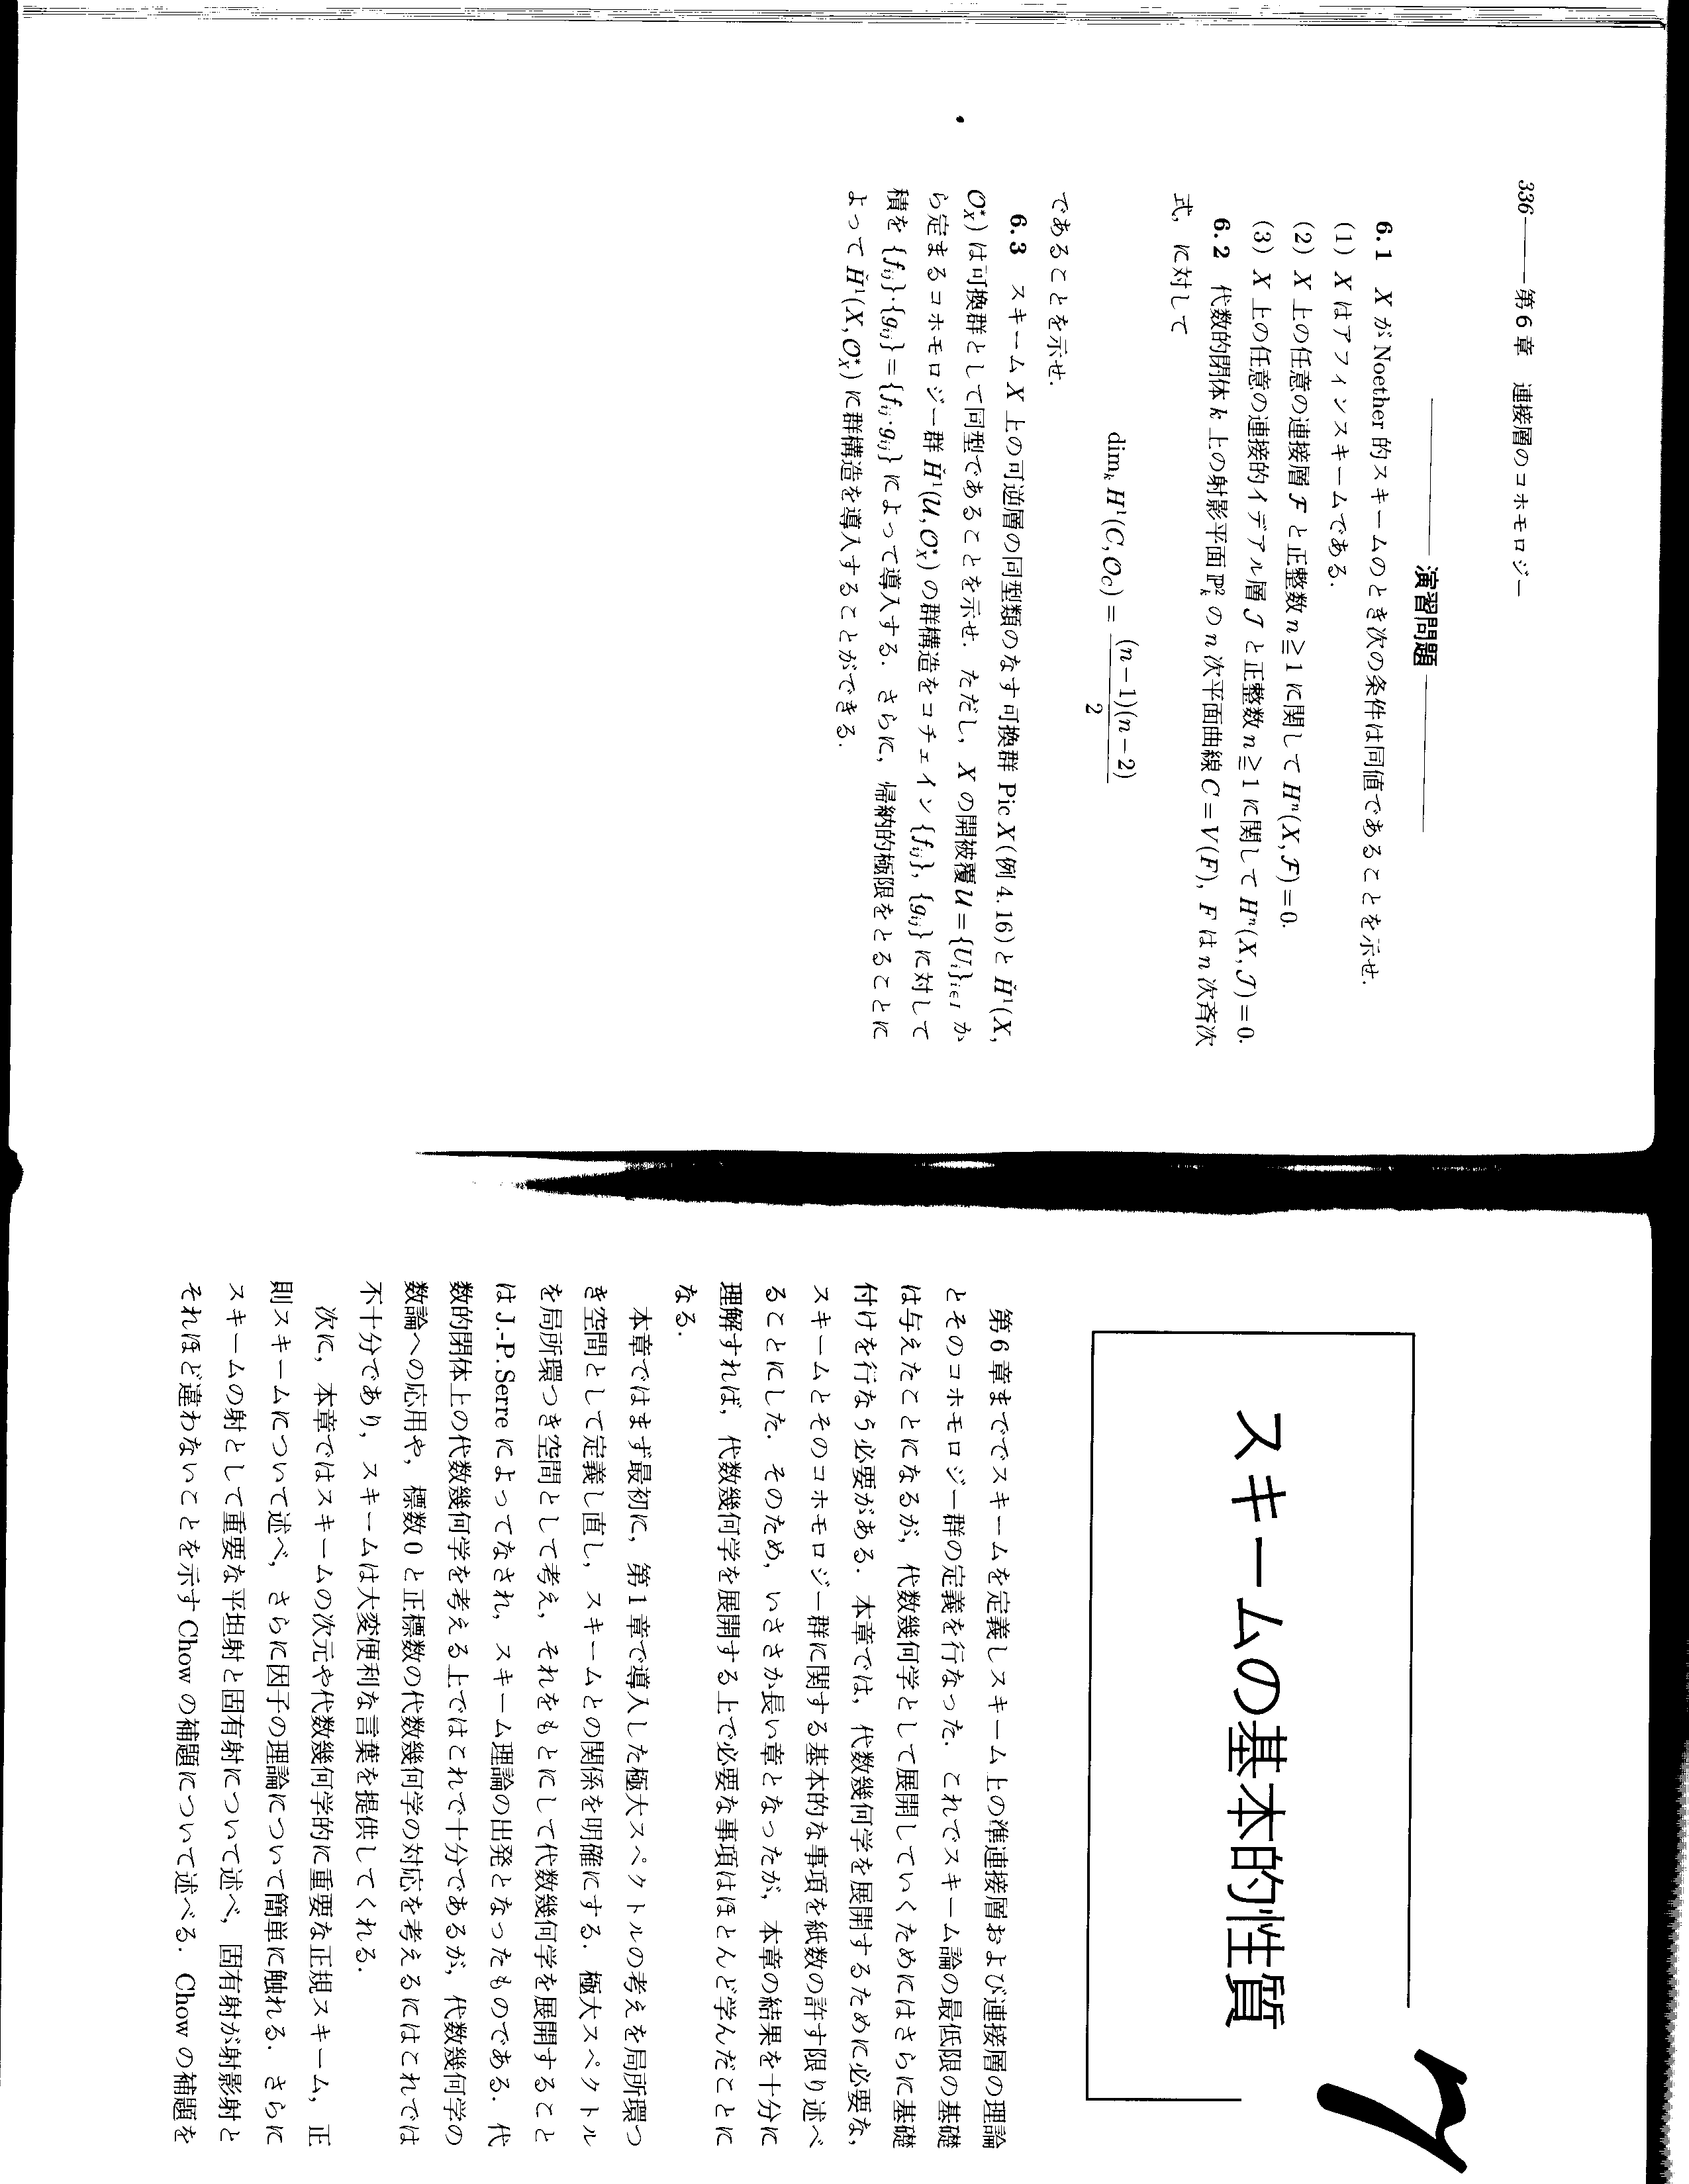 336——第6章 連接層のコホモロジー
演習問題
6.1 X が Noether 的スキームのとき次の条件は同値であることを示せ.
(1) X はアフィンスキームである.
(2) X 上の任意の連接層 𝓕 と正整数 n≧1 に関して Hⁿ(X,𝓕)=0.
(3) X 上の任意の連接的イデアル層 𝓘 と正整数 n≧1 に関して Hⁿ(X,𝓘)=0.
6.2 代数的閉体 k 上の射影平面 ℙ²ₖ の n 次平面曲線 C=V(F), F は n 次斉次
式, に対して
dimₖ H¹(C,𝒪_C) = (n−1)(n−2)/2
であることを示せ.
6.3 スキーム X 上の可逆層の同型類のなす可換群 Pic X (例 4.16) と Ȟ¹(X,
𝒪*_X) は可換群として同型であることを示せ. ただし, X の開被覆 𝒰={U_i}_{i∈I} か
ら定まるコホモロジー群 Ȟ¹(𝒰,𝒪*_X) の群構造をコチェイン {f_{ij}}, {g_{ij}} に対して
積を {f_{ij}}·{g_{ij}}={f_{ij}·g_{ij}} によって導入する. さらに, 帰納的極限をとることに
よって Ȟ¹(X,𝒪*_X) に群構造を導入することができる.
7
スキームの基本的性質
第6章まででスキームを定義しスキーム上の準連接層および連接層の理論
とそのコホモロジー群の定義を行なった. これでスキーム論の最低限の基礎
は与えたことになるが, 代数幾何学として展開していくためにはさらに基礎
付けを行なう必要がある. 本章では, 代数幾何学を展開するために必要な,
スキームとそのコホモロジー群に関する基本的な事項を紙数の許す限り述べ
ることにした. そのため, いささか長い章となったが, 本章の結果を十分に
理解すれば, 代数幾何学を展開する上で必要な事項はほとんど学んだことに
なる.
本章ではまず最初に, 第1章で導入した極大スペクトルの考えを局所環つ
き空間として定義し直し, スキームとの関係を明確にする. 極大スペクトル
を局所環つき空間として考え, それをもとにして代数幾何学を展開すること
は J.-P. Serre によってなされ, スキーム理論の出発となったものである. 代
数的閉体上の代数幾何学を考える上ではこれで十分であるが, 代数幾何学の
数論への応用や, 標数 0 と正標数の代数幾何学の対応を考えるにはこれでは
不十分であり, スキームは大変便利な言葉を提供してくれる.
次に, 本章ではスキームの次元や代数幾何学的に重要な正規スキーム, 正
則スキームについて述べ, さらに因子の理論について簡単に触れる. さらに
スキームの射として重要な平坦射と固有射について述べ, 固有射が射影射と
それほど違わないことを示す Chow の補題について述べる. Chow の補題を